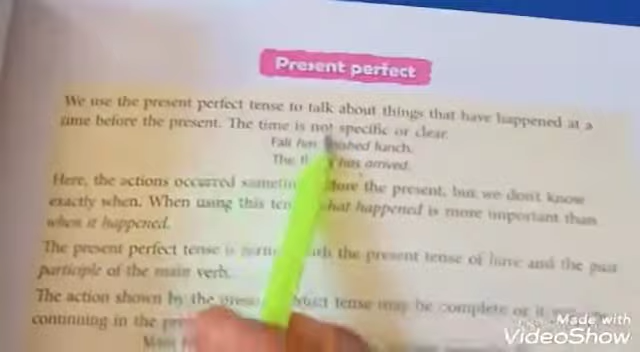 Present perfect
We use the present perfect tense to talk about things that have happened at a
time before the present. The time is not specific or clear.
has lunch.
The has arrived.
Here, the actions occurred the present, but we don't know
exactly when. When using this what happened is more important than
when it happened.
The present perfect tense is the present tense of have and the past
participle of the main verb.
The action shown by the tense may be complete or
continuing in the
Made with
VideoShow